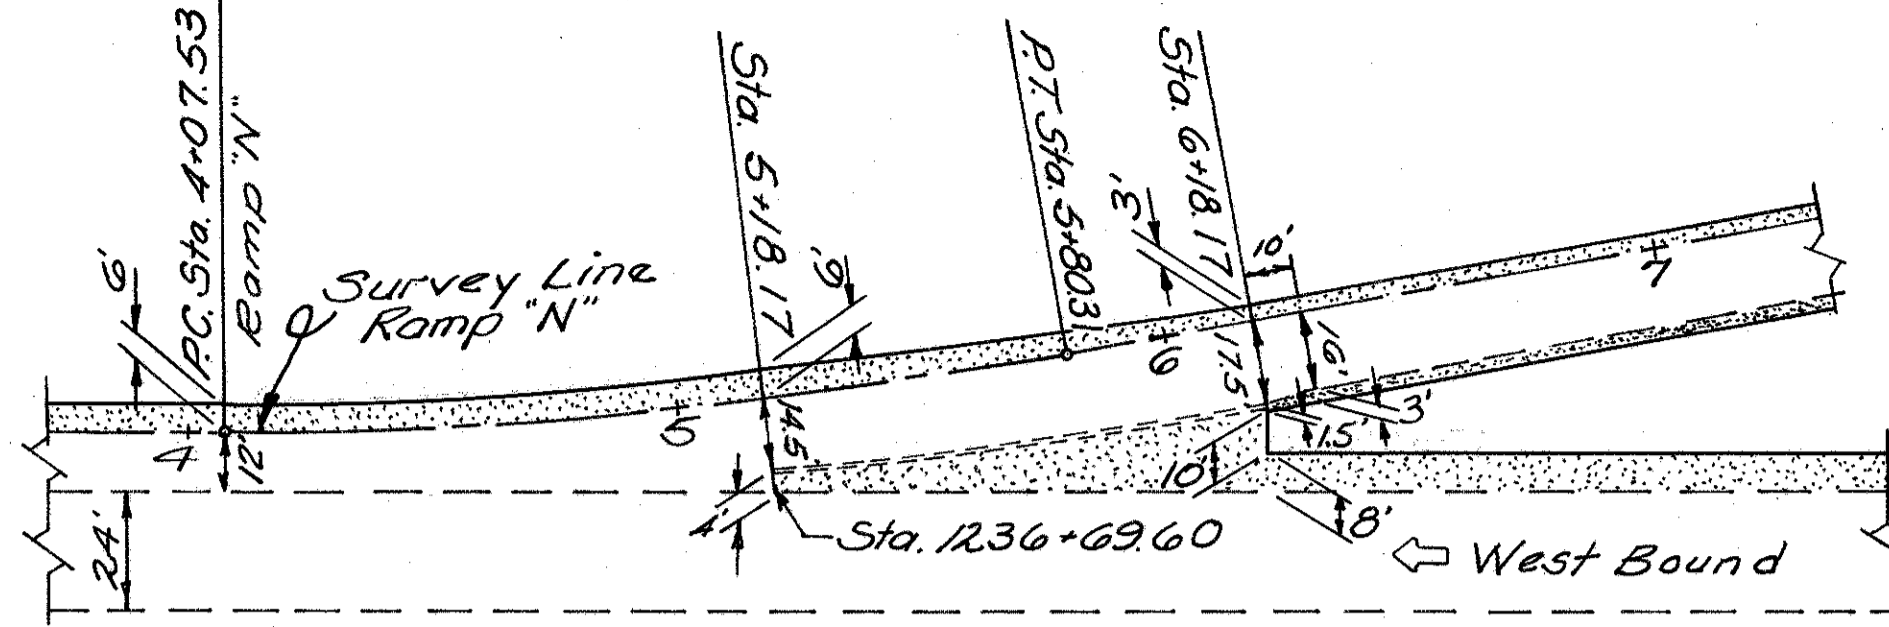 P.C. Sta. 4+07.53
Ramp "N"
Sta. 5+18.17
P.T. Sta. 5+80.31
Sta. 6+18.17
6'
Survey Line
Ramp "N"
6'
3'
10'
4
5
6
7
12'
14.5'
17.5'
16'
3'
1.5'
10'
8'
4'
24'
Sta. 1236+69.60
West Bound